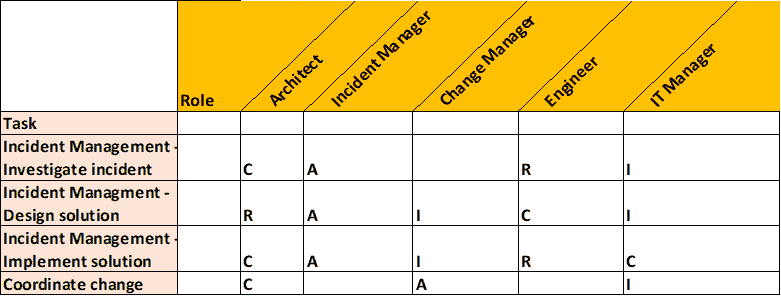 Role Architect Incident Manager Change Manager Engineer IT Manager
Task
Incident Management -
Investigate incident C A R I
Incident Managment -
Design solution R A I C I
Incident Management -
Implement solution C A I R C
Coordinate change C A I